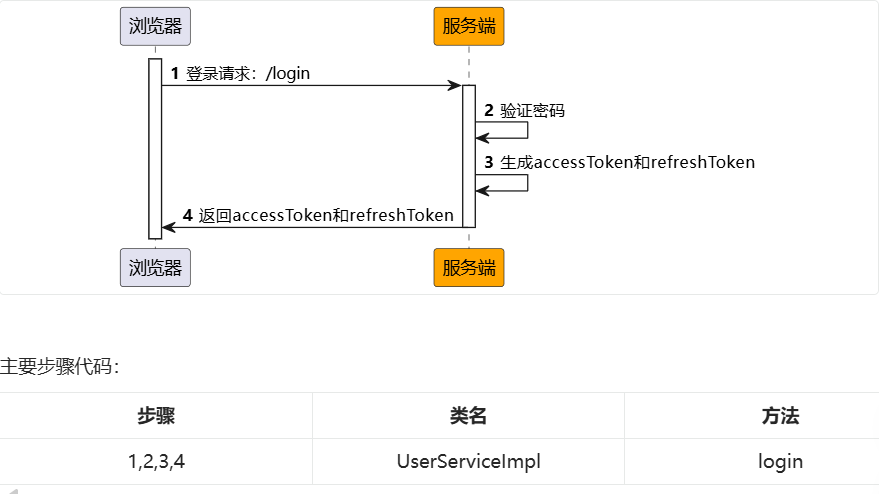 浏览器 服务端
1 登录请求：/login
2 验证密码
3 生成accessToken和refreshToken
4 返回accessToken和refreshToken
浏览器 服务端
主要步骤代码：
步骤 类名 方法
1,2,3,4 UserServiceImpl login